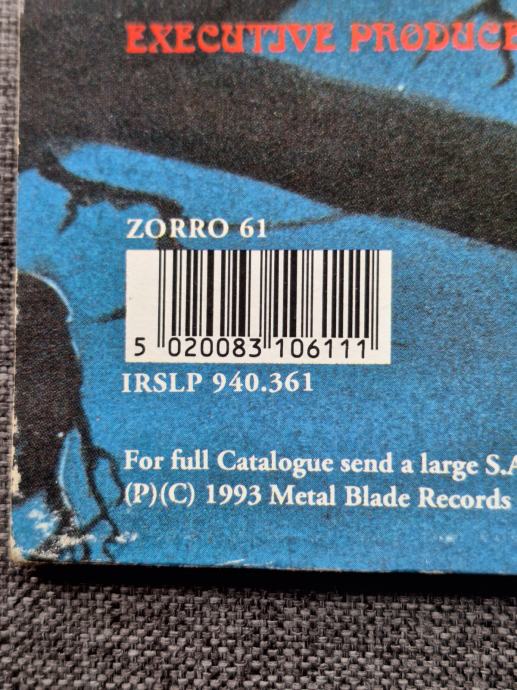 EXECUTIVE PRODUCE
ZORRO 61
5 020083 106111
IRSLP 940.361
For full Catalogue send a large S.A
(P)(C) 1993 Metal Blade Records